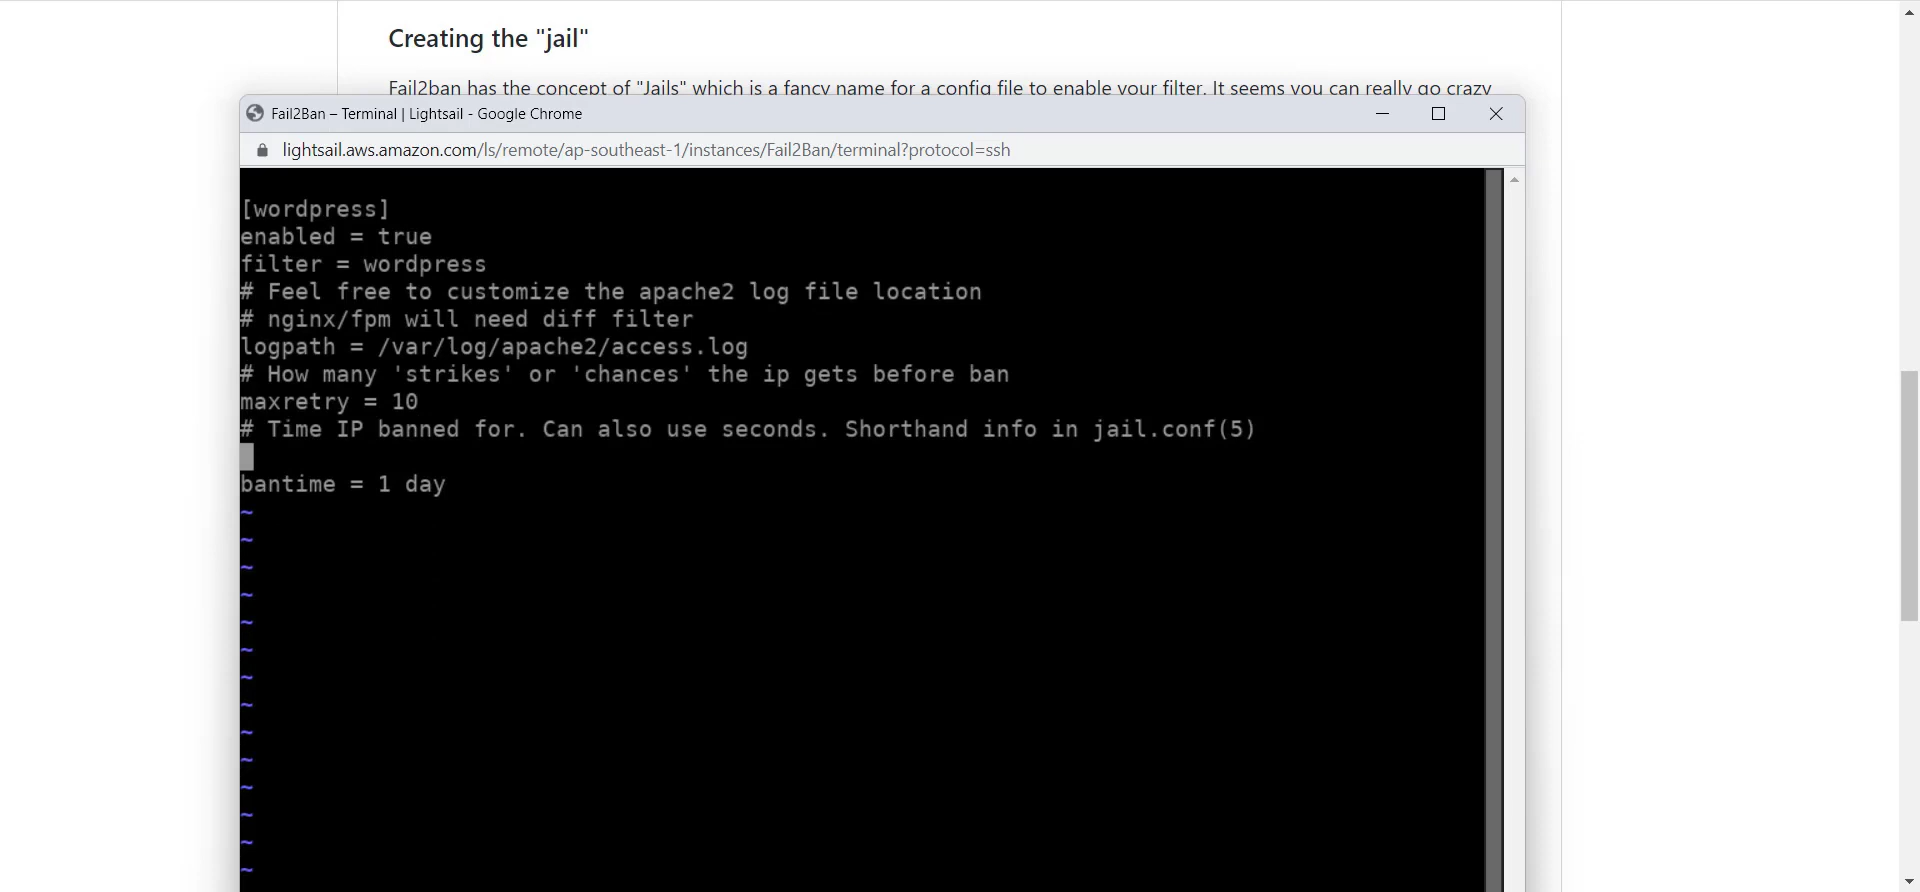 Creating the "jail"
Fail2ban has the concept of "Jails" which is a fancy name for a config file to enable your filter. It seems you can really go crazy
Fail2Ban – Terminal | Lightsail - Google Chrome
lightsail.aws.amazon.com/ls/remote/ap-southeast-1/instances/Fail2Ban/terminal?protocol=ssh
[wordpress]
enabled = true
filter = wordpress
# Feel free to customize the apache2 log file location
# nginx/fpm will need diff filter
logpath = /var/log/apache2/access.log
# How many 'strikes' or 'chances' the ip gets before ban
maxretry = 10
# Time IP banned for. Can also use seconds. Shorthand info in jail.conf(5)
bantime = 1 day
~
~
~
~
~
~
~
~
~
~
~
~
~
~